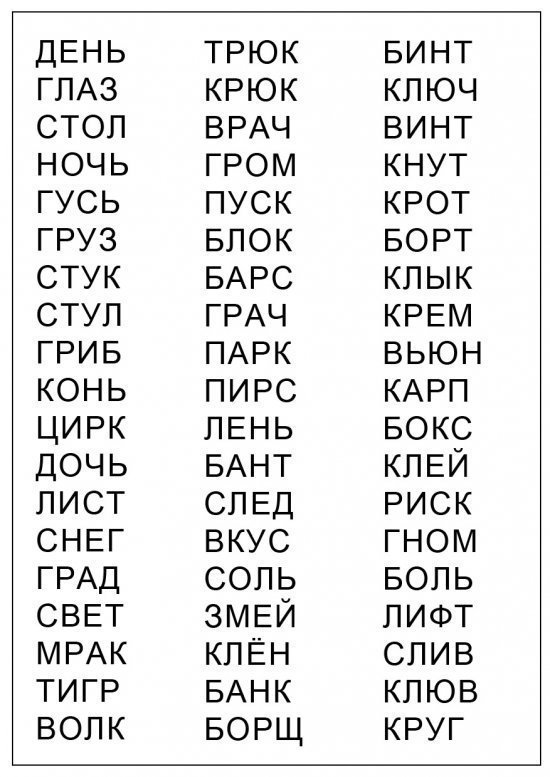 ДЕНЬ ТРЮК БИНТ
ГЛАЗ КРЮК КЛЮЧ
СТОЛ ВРАЧ ВИНТ
НОЧЬ ГРОМ КНУТ
ГУСЬ ПУСК КРОТ
ГРУЗ БЛОК БОРТ
СТУК БАРС КЛЫК
СТУЛ ГРАЧ КРЕМ
ГРИБ ПАРК ВЬЮН
КОНЬ ПИРС КАРП
ЦИРК ЛЕНЬ БОКС
ДОЧЬ БАНТ КЛЕЙ
ЛИСТ СЛЕД РИСК
СНЕГ ВКУС ГНОМ
ГРАД СОЛЬ БОЛЬ
СВЕТ ЗМЕЙ ЛИФТ
МРАК КЛЁН СЛИВ
ТИГР БАНК КЛЮВ
ВОЛК БОРЩ КРУГ